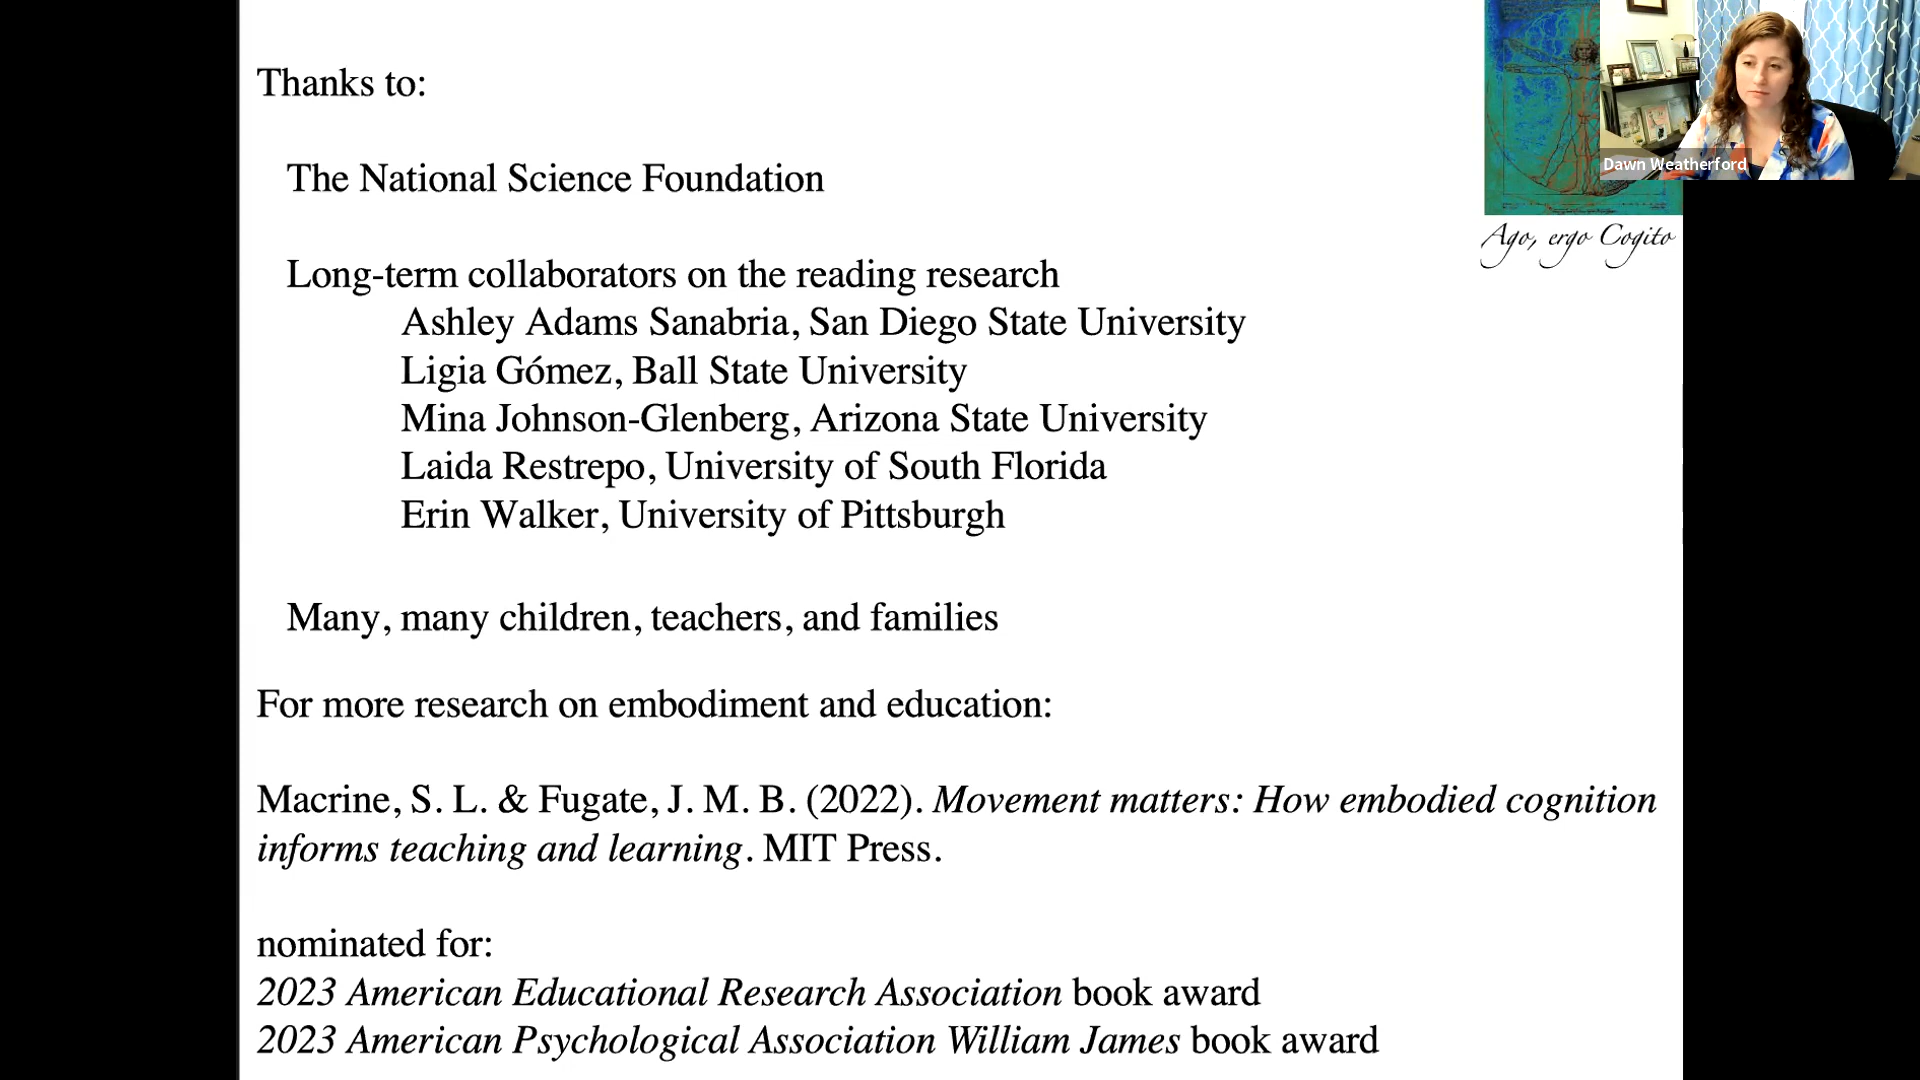 Thanks to:
The National Science Foundation
Long-term collaborators on the reading research
Ashley Adams Sanabria, San Diego State University
Ligia Gómez, Ball State University
Mina Johnson-Glenberg, Arizona State University
Laida Restrepo, University of South Florida
Erin Walker, University of Pittsburgh
Many, many children, teachers, and families
For more research on embodiment and education:
Macrine, S. L. & Fugate, J. M. B. (2022). Movement matters: How embodied cognition
informs teaching and learning. MIT Press.
nominated for:
2023 American Educational Research Association book award
2023 American Psychological Association William James book award
Dawn Weatherford
Ago, ergo Cogito